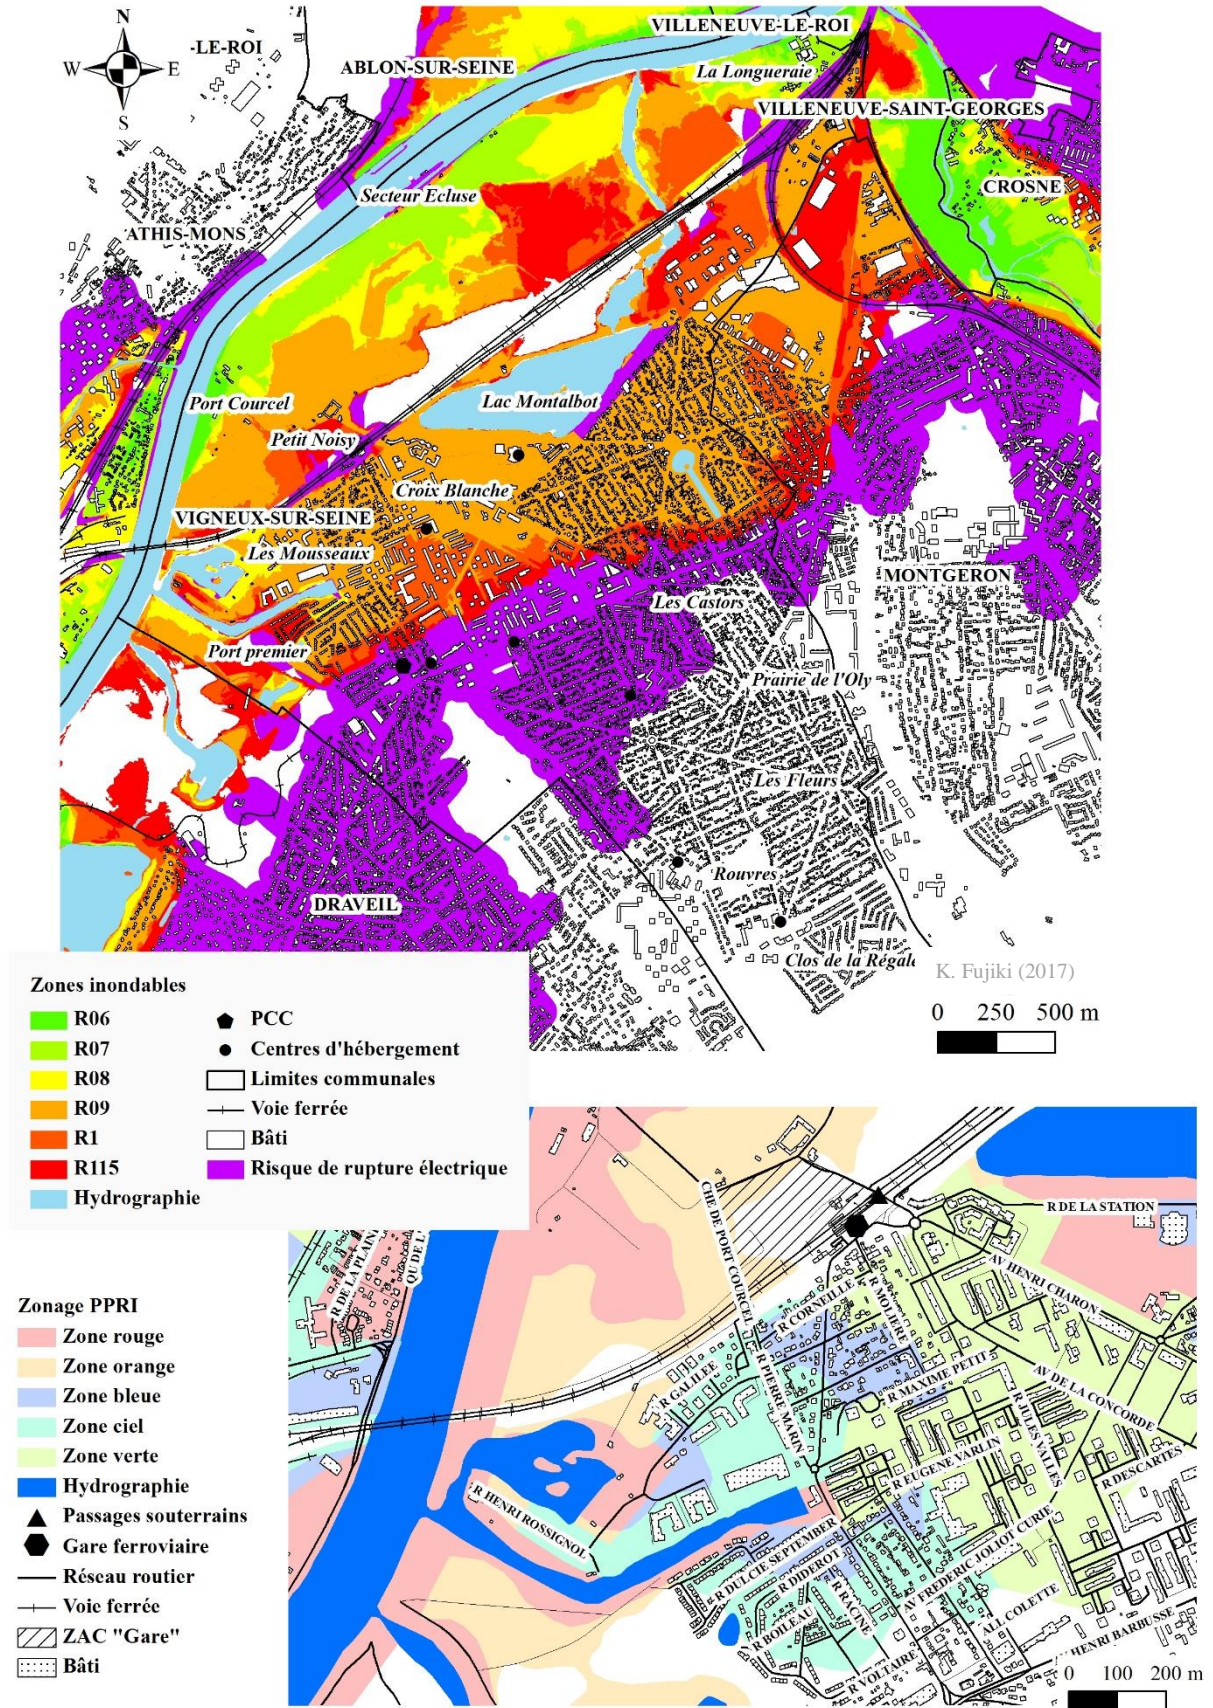 N
W
E
S
-LE-ROI
VILLENEUVE-LE-ROI
ABLON-SUR-SEINE
La Longueraie
VILLENEUVE-SAINT-GEORGES
Secteur Ecluse
CROSNE
ATHIS-MONS
Port Courcel
Lac Montalbot
Petit Noisy
Croix Blanche
VIGNEUX-SUR-SEINE
Les Mousseaux
MONTGERON
Les Castors
Port premier
Prairie de l'Oly
Les Fleurs
Rouvres
DRAVEIL
Clos de la Régale
K. Fujiki (2017)
0 250 500 m
Zones inondables
R06
R07
R08
R09
R1
R115
Hydrographie
PCC
Centres d'hébergement
Limites communales
Voie ferrée
Bâti
Risque de rupture électrique
Zonage PPRI
Zone rouge
Zone orange
Zone bleue
Zone ciel
Zone verte
Hydrographie
Passages souterrains
Gare ferroviaire
Réseau routier
Voie ferrée
ZAC "Gare"
Bâti
R DE LA PLAINE
QU DE L'
CHE DE PORT COURCEL
R DE LA STATION
AV HENRI CHARON
R CORNEILLE
R MOLIERE
R GALILEE
R PIERRE MARIN
R MAXIME PETIT
AV DE LA CONCORDE
R JULES VALLES
R EUGENE VARLIN
R DESCARTES
R HENRI ROSSIGNOL
R DULCIE SEPTEMBER
R DIDEROT
R RACINE
AV FREDERIC JOLIOT CURIE
R BOILEAU
R VOLTAIRE
ALL COLETTE
HENRI BARBUSSE
0 100 200 m